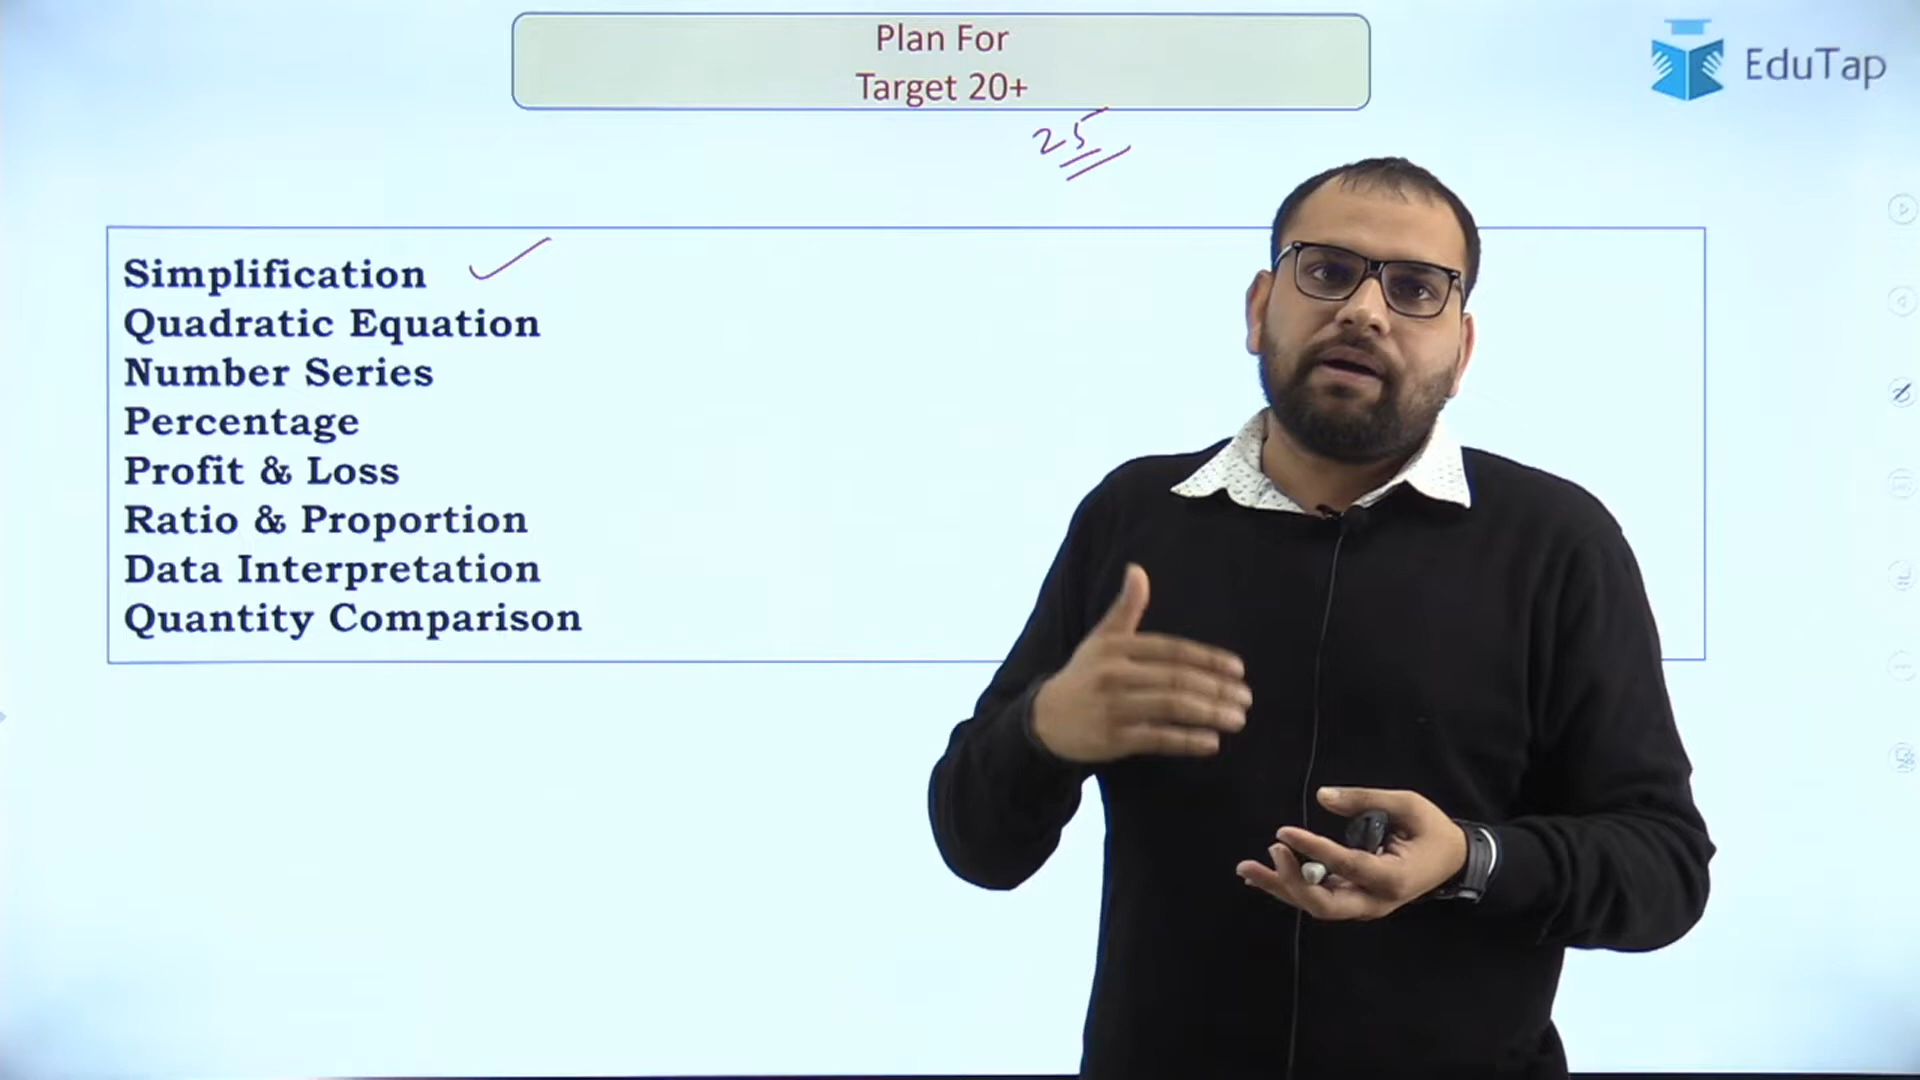 Plan For
Target 20+
EduTap
25
Simplification
Quadratic Equation
Number Series
Percentage
Profit & Loss
Ratio & Proportion
Data Interpretation
Quantity Comparison